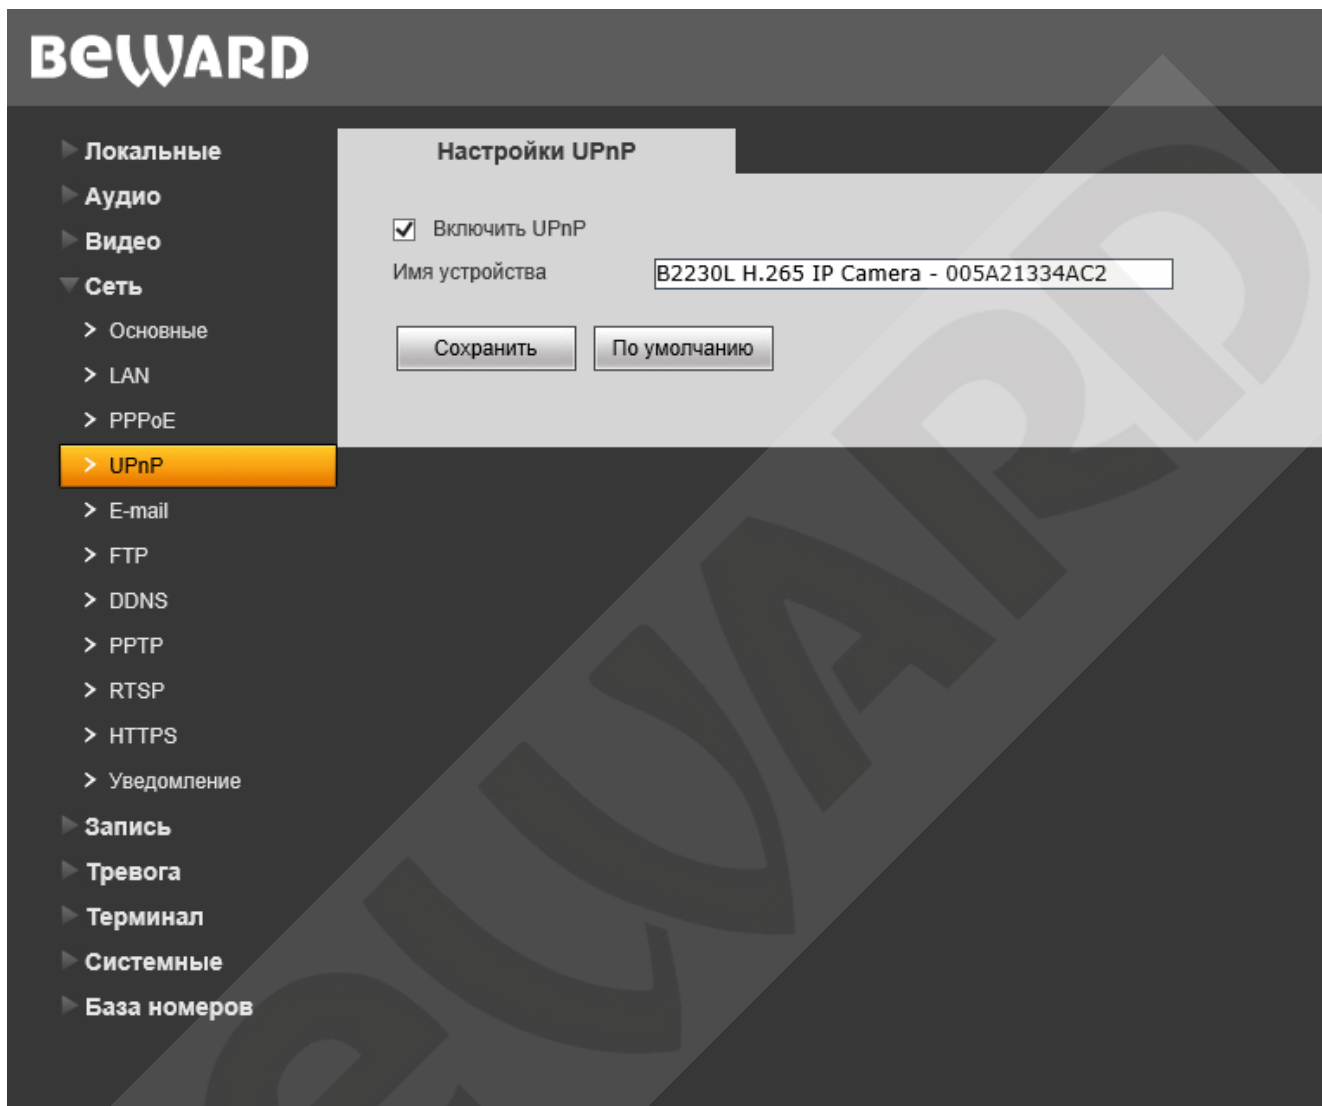 BEWARD
Локальные
Аудио
Видео
Сеть
Основные
LAN
PPPoE
UPnP
E-mail
FTP
DDNS
PPTP
RTSP
HTTPS
Уведомление
Запись
Тревога
Терминал
Системные
База номеров
Настройки UPnP
Включить UPnP
Имя устройства B2230L H.265 IP Camera - 005A21334AC2
Сохранить По умолчанию
BEWARD